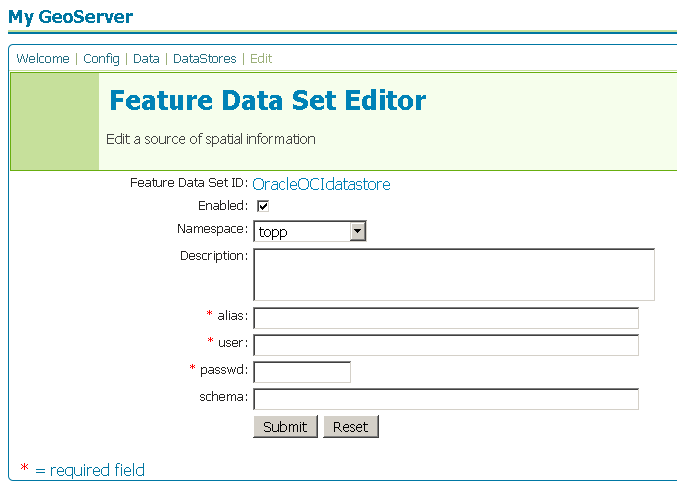 My GeoServer
Welcome | Config | Data | DataStores | Edit
Feature Data Set Editor
Edit a source of spatial information
Feature Data Set ID: OracleOCIdatastore
Enabled:
Namespace: topp
Description:
* alias:
* user:
* passwd:
schema:
Submit Reset
* = required field